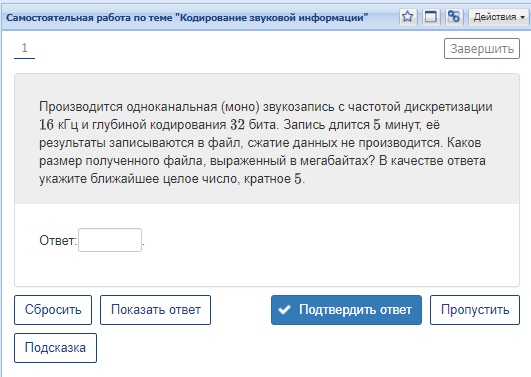 Самостоятельная работа по теме "Кодирование звуковой информации"
Действия
1
Завершить
Производится одноканальная (моно) звукозапись с частотой дискретизации
16 кГц и глубиной кодирования 32 бита. Запись длится 5 минут, её
результаты записываются в файл, сжатие данных не производится. Каков
размер полученного файла, выраженный в мегабайтах? В качестве ответа
укажите ближайшее целое число, кратное 5.
Ответ: .
Сбросить
Показать ответ
Подтвердить ответ
Пропустить
Подсказка